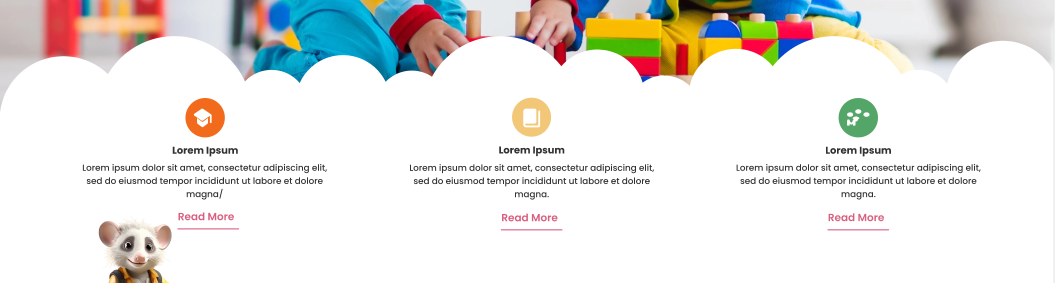 Lorem Ipsum
Lorem ipsum dolor sit amet, consectetur adipiscing elit,
sed do eiusmod tempor incididunt ut labore et dolore
magna/
Read More
Lorem Ipsum
Lorem ipsum dolor sit amet, consectetur adipiscing elit,
sed do eiusmod tempor incididunt ut labore et dolore
magna.
Read More
Lorem Ipsum
Lorem ipsum dolor sit amet, consectetur adipiscing elit,
sed do eiusmod tempor incididunt ut labore et dolore
magna.
Read More